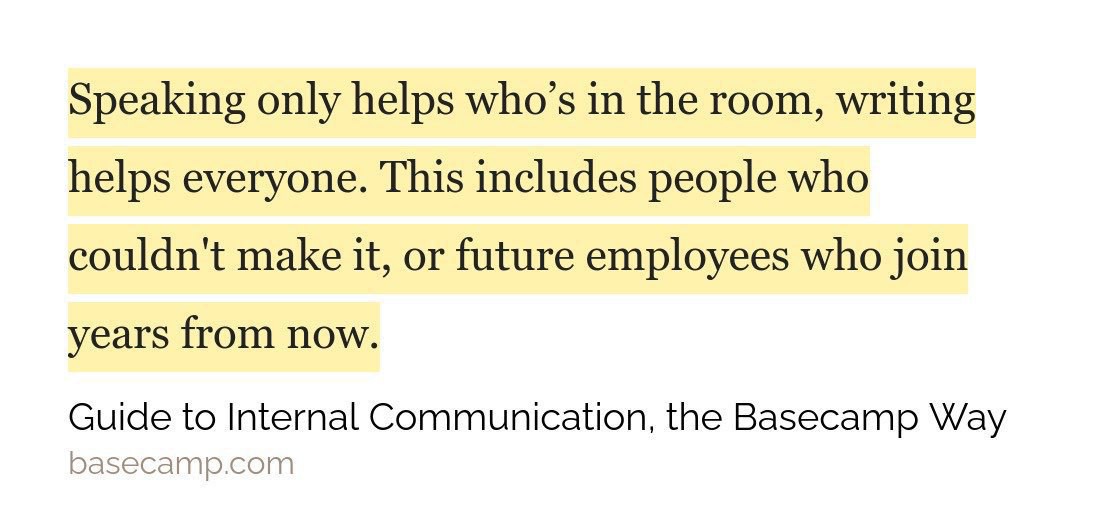 Speaking only helps who’s in the room, writing
helps everyone. This includes people who
couldn't make it, or future employees who join
years from now.
Guide to Internal Communication, the Basecamp Way
basecamp.com